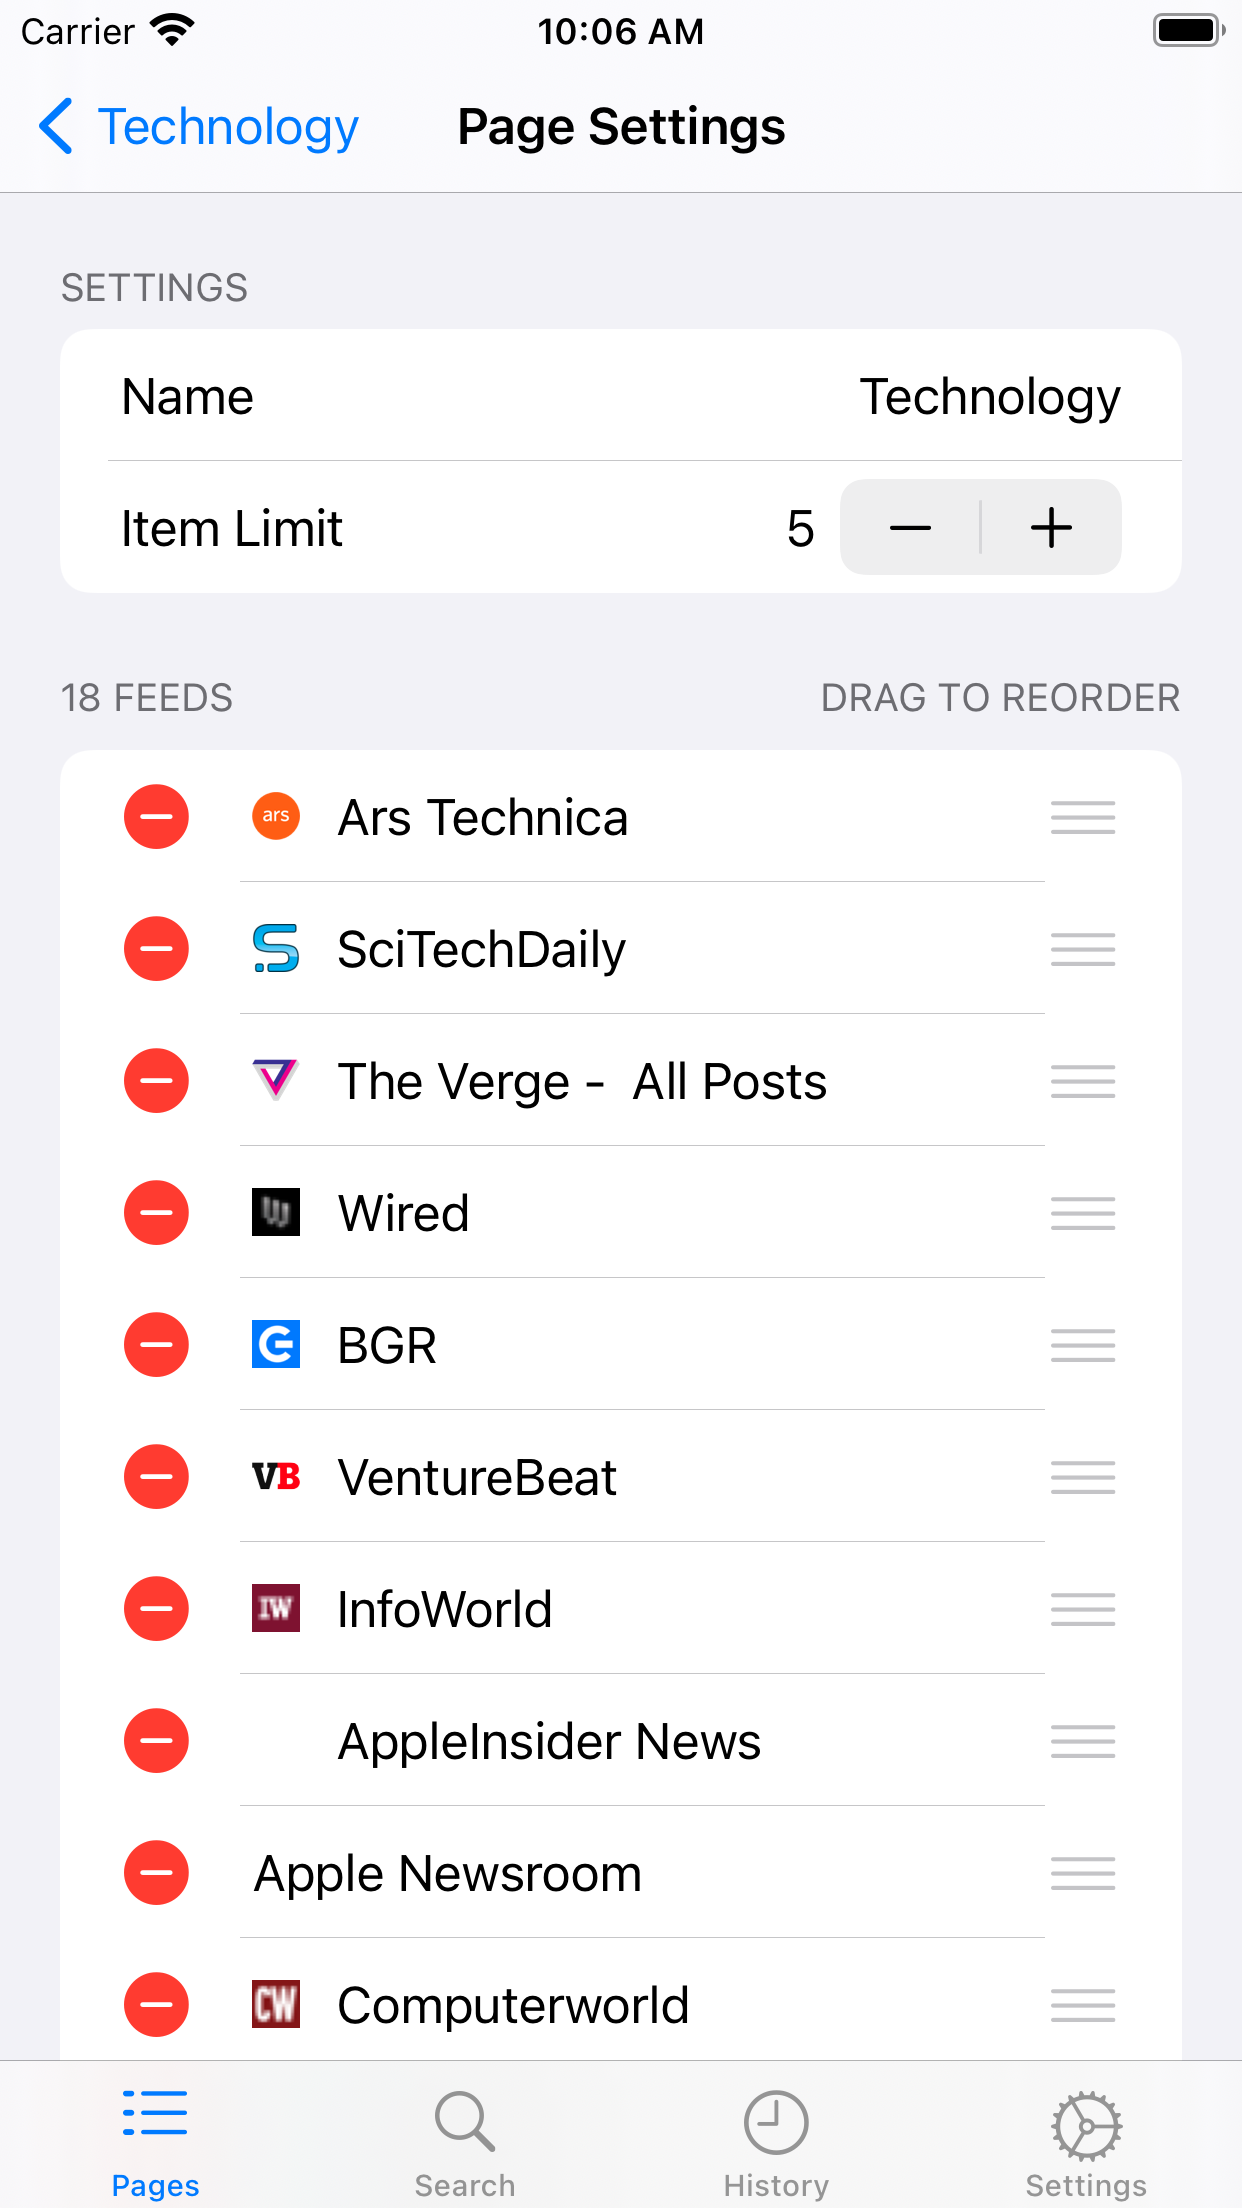 Carrier 10:06 AM
Technology Page Settings
SETTINGS
Name Technology
Item Limit 5
18 FEEDS DRAG TO REORDER
ars Ars Technica
SciTechDaily
The Verge - All Posts
Wired
BGR
VB VentureBeat
IW InfoWorld
AppleInsider News
Apple Newsroom
CW Computerworld
Pages Search History Settings